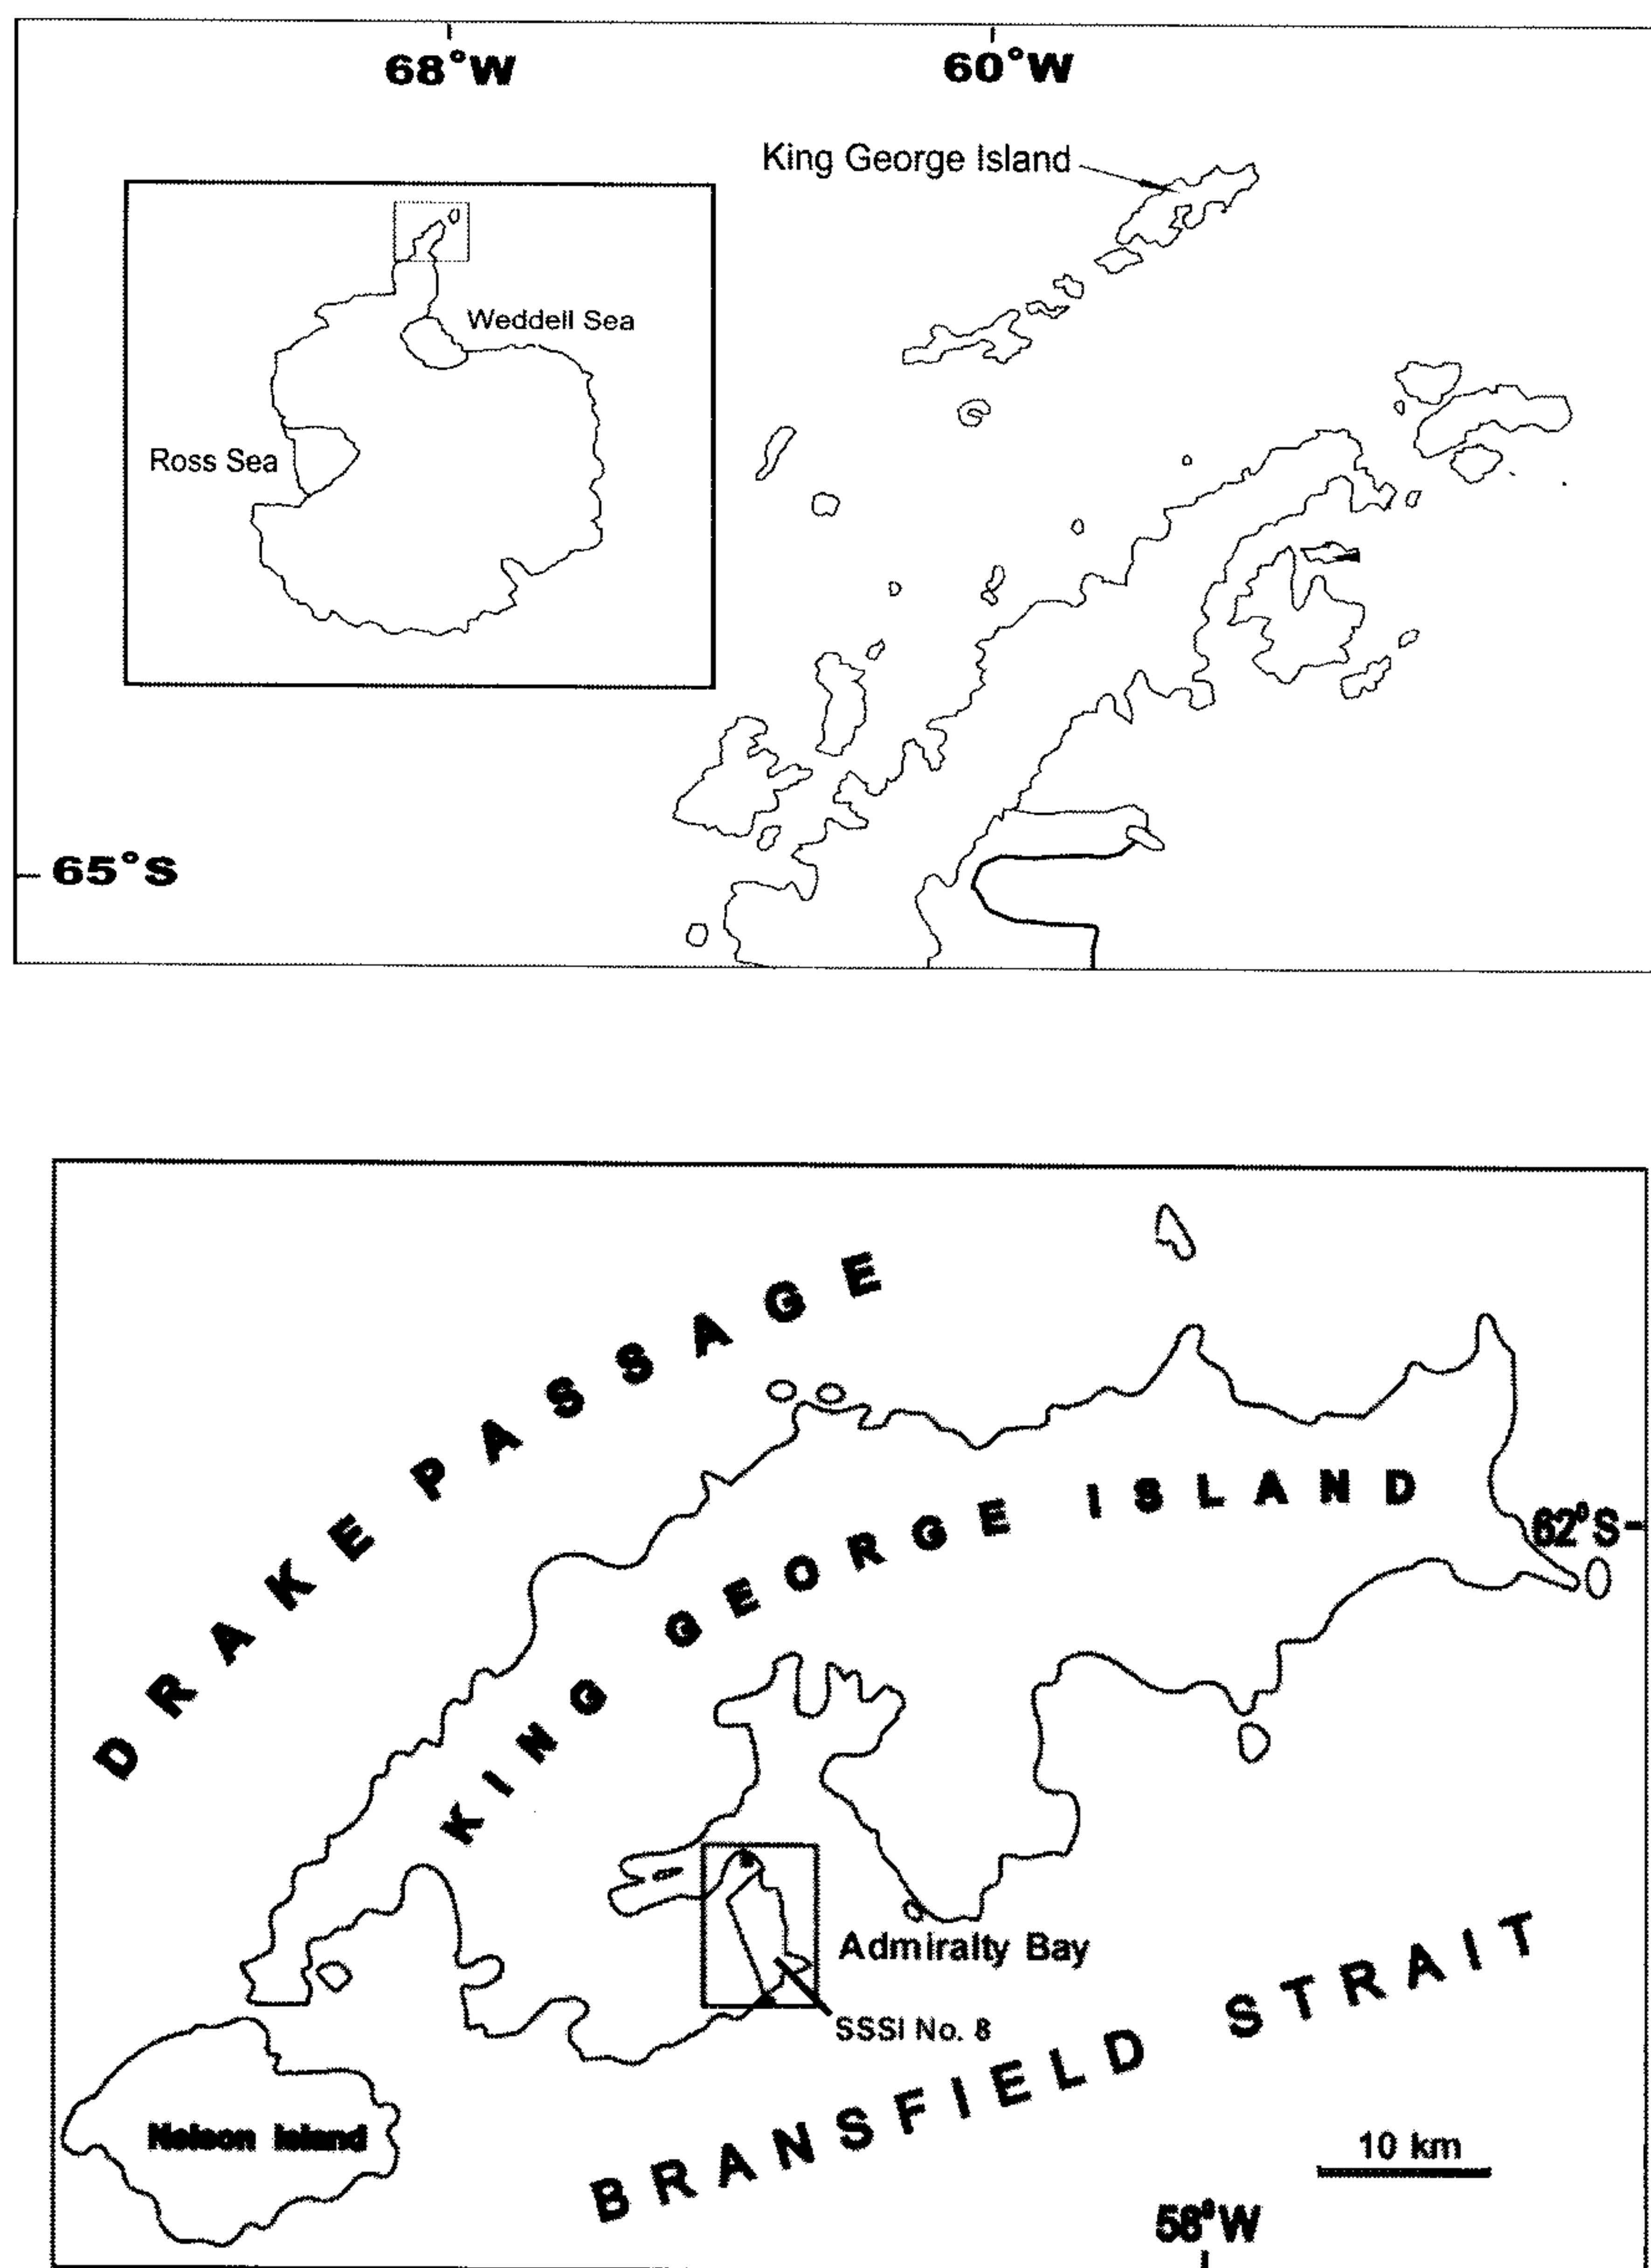 68°W
60°W
King George Island
Weddell Sea
Ross Sea
65°S
DRAKE PASSAGE
KING GEORGE ISLAND
62°S
Admiralty Bay
SSSI No. 8
BRANSFIELD STRAIT
Nelson Island
10 km
58°W